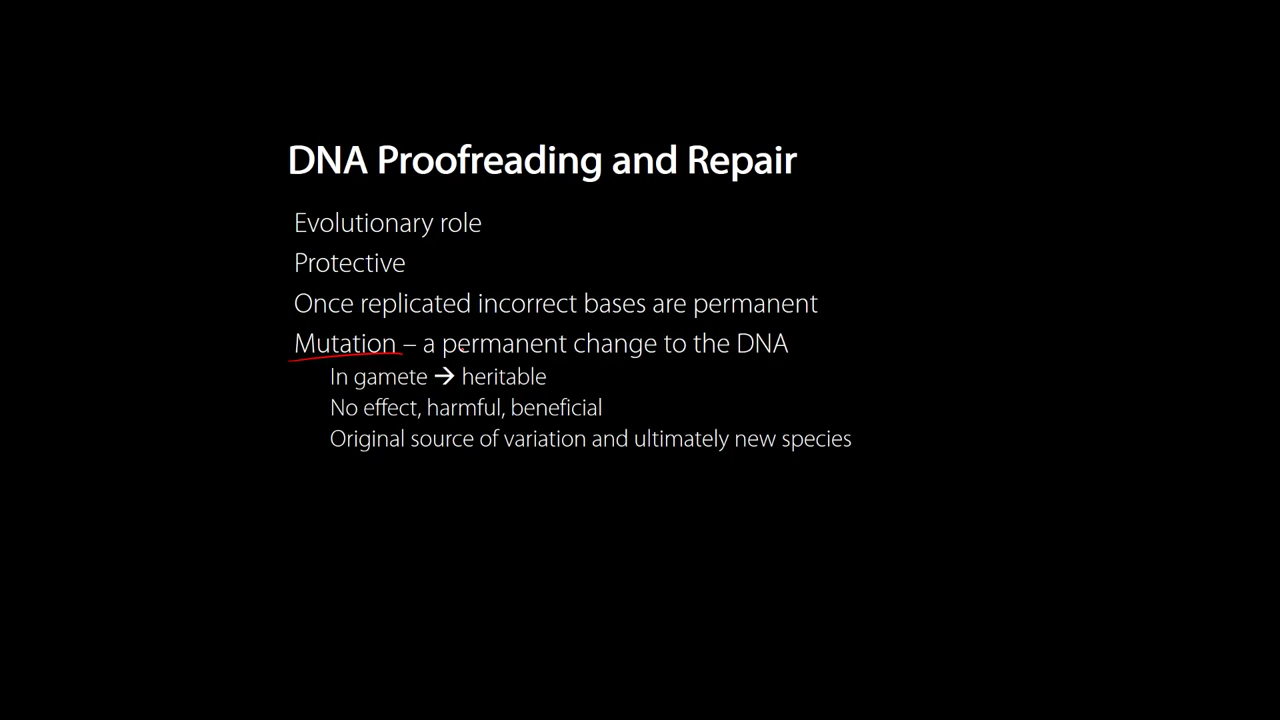 DNA Proofreading and Repair
Evolutionary role
Protective
Once replicated incorrect bases are permanent
Mutation – a permanent change to the DNA
In gamete → heritable
No effect, harmful, beneficial
Original source of variation and ultimately new species